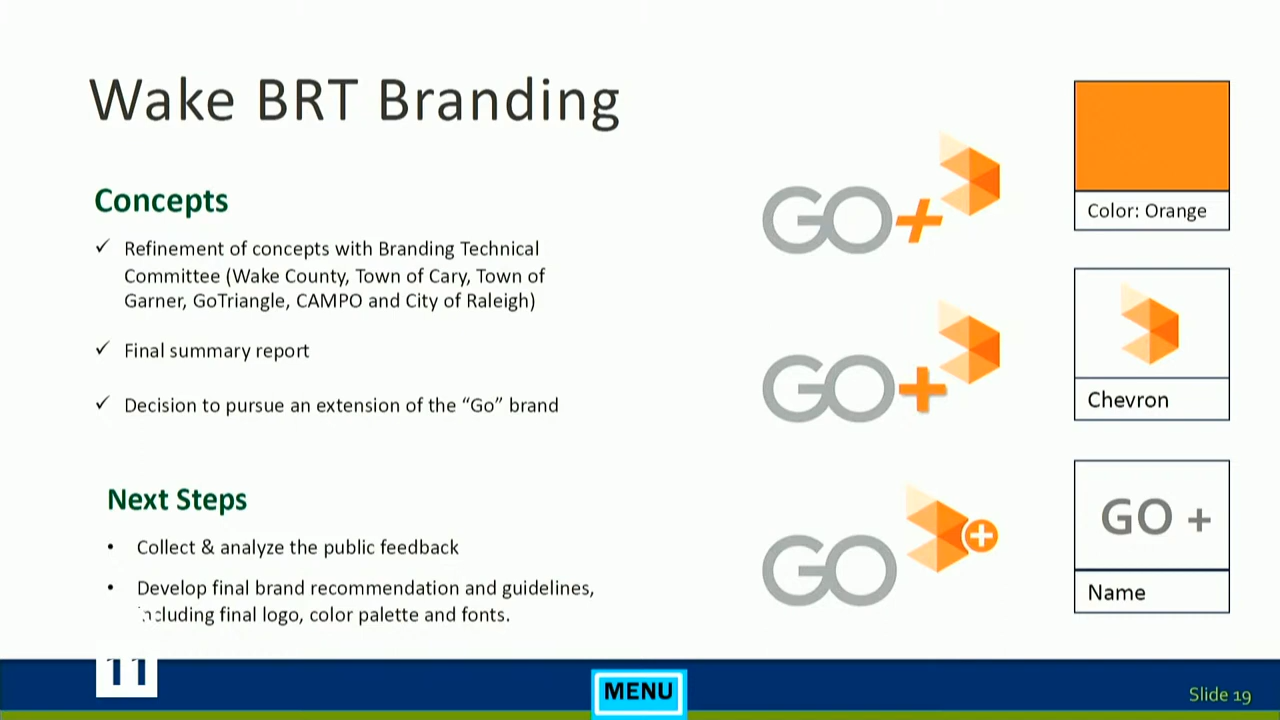 Wake BRT Branding
Concepts
✓ Refinement of concepts with Branding Technical
Committee (Wake County, Town of Cary, Town of
Garner, GoTriangle, CAMPO and City of Raleigh)
✓ Final summary report
✓ Decision to pursue an extension of the “Go” brand
Next Steps
• Collect & analyze the public feedback
• Develop final brand recommendation and guidelines,
including final logo, color palette and fonts.
GO+
GO+
GO+
Color: Orange
Chevron
GO +
Name
11
MENU
Slide 19